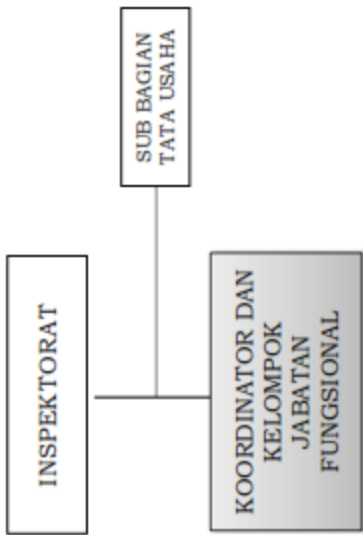 INSPEKTORAT
SUB BAGIAN
TATA USAHA
KOORDINATOR DAN
KELOMPOK
JABATAN
FUNGSIONAL